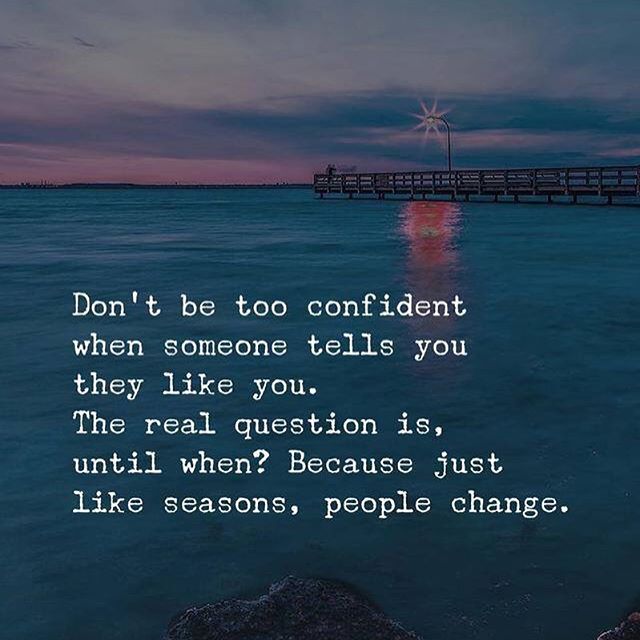 Don't be too confident
when someone tells you
they like you.
The real question is,
until when? Because just
like seasons, people change.